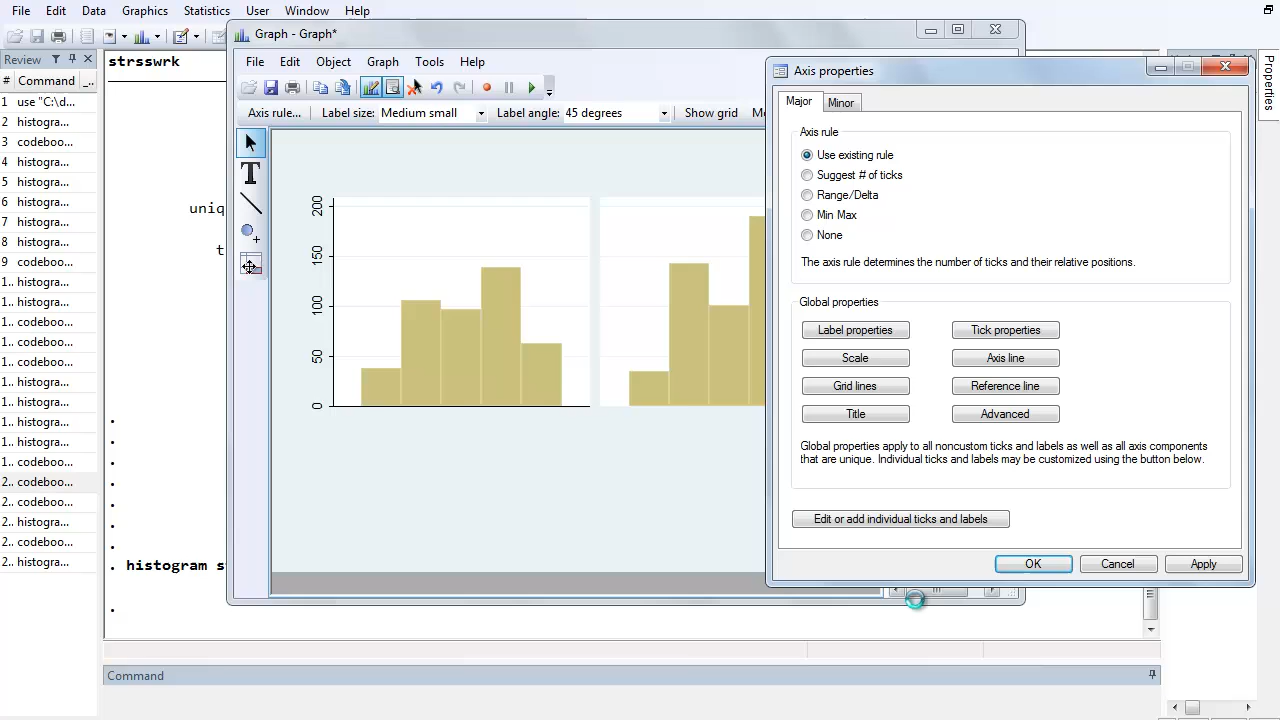 File Edit Data Graphics Statistics User Window Help
Review
# Command
1 use "C:\d...
2 histogra...
3 codeboo...
4 histogra...
5 histogra...
6 histogra...
7 histogra...
8 histogra...
9 codeboo...
1.. histogra...
1.. histogra...
1.. codeboo...
1.. codeboo...
1.. codeboo...
1.. histogra...
1.. histogra...
1.. histogra...
1.. histogra...
1.. codeboo...
2.. codeboo...
2.. codeboo...
2.. histogra...
2.. codeboo...
2.. histogra...
strsswrk
uniq
t
.
.
.
.
.
.
.
. histogram s
.
Command
Properties
Graph - Graph*
File Edit Object Graph Tools Help
Axis rule... Label size: Medium small Label angle: 45 degrees Show grid
T
200
150
100
50
0
Axis properties
Major Minor
Axis rule
Use existing rule
Suggest # of ticks
Range/Delta
Min Max
None
The axis rule determines the number of ticks and their relative positions.
Global properties
Label properties Tick properties
Scale Axis line
Grid lines Reference line
Title Advanced
Global properties apply to all noncustom ticks and labels as well as all axis components
that are unique. Individual ticks and labels may be customized using the button below.
Edit or add individual ticks and labels
OK Cancel Apply